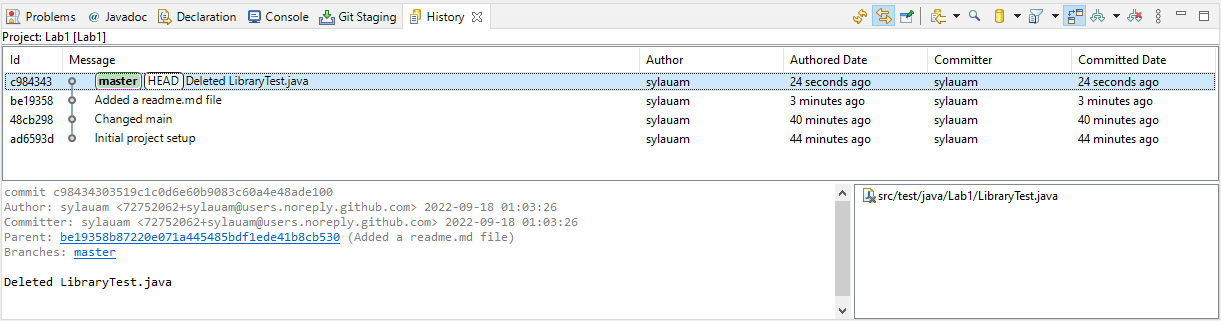 Problems @ Javadoc Declaration Console Git Staging History
Project: Lab1 [Lab1]
Id Message Author Authored Date Committer Committed Date
c984343 master HEAD Deleted LibraryTest.java sylauam 24 seconds ago sylauam 24 seconds ago
be19358 Added a readme.md file sylauam 3 minutes ago sylauam 3 minutes ago
48cb298 Changed main sylauam 40 minutes ago sylauam 40 minutes ago
ad6593d Initial project setup sylauam 44 minutes ago sylauam 44 minutes ago
commit c98434303519c1c0d6e60b9083c60a4e48ade100
Author: sylauam <72752062+sylauam@users.noreply.github.com> 2022-09-18 01:03:26
Committer: sylauam <72752062+sylauam@users.noreply.github.com> 2022-09-18 01:03:26
Parent: be19358b87220e071a445485bdf1ede41b8cb530 (Added a readme.md file)
Branches: master
Deleted LibraryTest.java
src/test/java/Lab1/LibraryTest.java